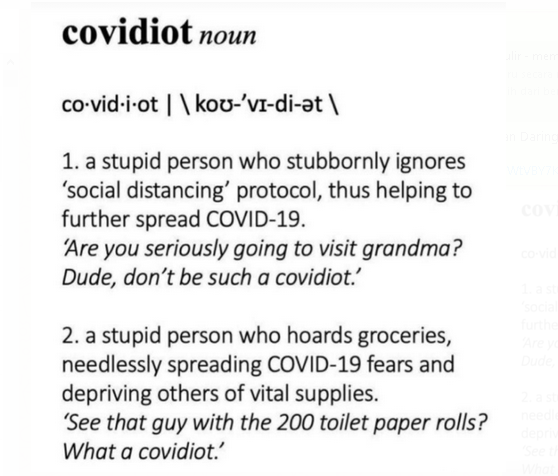 covidiot noun
co·vid·i·ot | \ koʊ-'vɪ-di-ət \
1. a stupid person who stubbornly ignores
‘social distancing’ protocol, thus helping to
further spread COVID-19.
‘Are you seriously going to visit grandma?
Dude, don’t be such a covidiot.’
2. a stupid person who hoards groceries,
needlessly spreading COVID-19 fears and
depriving others of vital supplies.
‘See that guy with the 200 toilet paper rolls?
What a covidiot.’